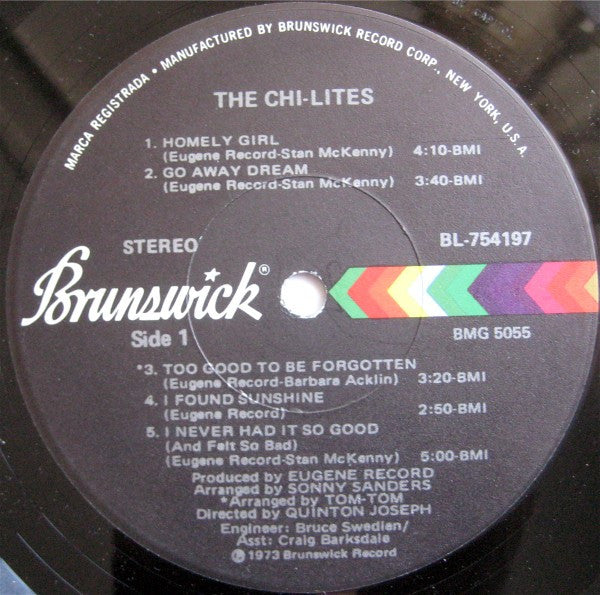 MARCA REGISTRADA • MANUFACTURED BY BRUNSWICK RECORD CORP., NEW YORK, U.S.A.
THE CHI-LITES
1. HOMELY GIRL
(Eugene Record-Stan McKenny) 4:10-BMI
2. GO AWAY DREAM
(Eugene Record-Stan McKenny) 3:40-BMI
STEREO BL-754197
Brunswick®
Side 1 BMG 5055
*3. TOO GOOD TO BE FORGOTTEN
(Eugene Record-Barbara Acklin) 3:20-BMI
4. I FOUND SUNSHINE
(Eugene Record) 2:50-BMI
5. I NEVER HAD IT SO GOOD
(And Felt So Bad)
(Eugene Record-Stan McKenny) 5:00-BMI
Produced by EUGENE RECORD
Arranged by SONNY SANDERS
*Arranged by TOM-TOM
Directed by QUINTON JOSEPH
Engineer: Bruce Swedien/
Asst: Craig Barksdale
℗ 1973 Brunswick Record